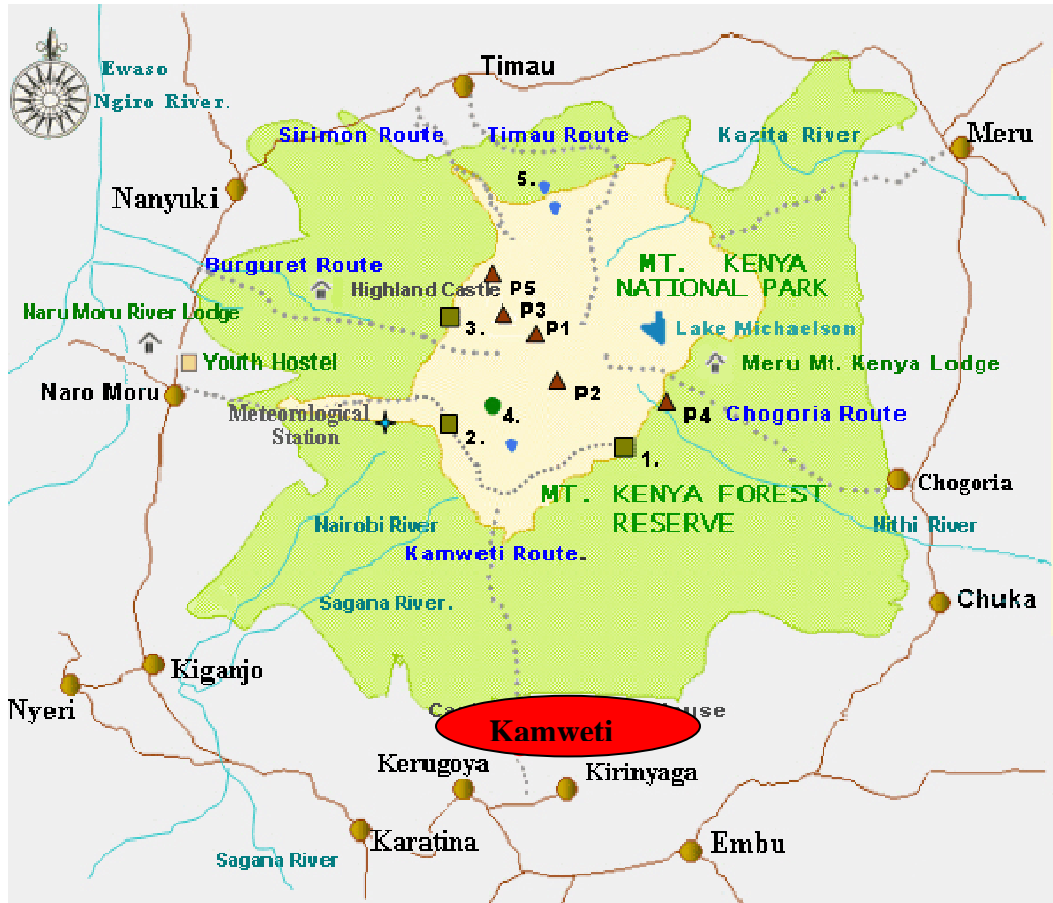 Timau
Ewaso
Ngiro River.
Sirimon Route
Timau Route
Kazita River
Meru
5.
Nanyuki
Burguret Route
MT. KENYA
NATIONAL PARK
Highland Castle
P5
Naru Moru River Lodge
P3
3.
P1
Lake Michaelson
Youth Hostel
Meru Mt. Kenya Lodge
Naro Moru
P2
P4
Chogoria Route
Meteorological
Station
4.
2.
1.
Chogoria
MT. KENYA FOREST
RESERVE
Nairobi River
Nithi River
Kamweti Route.
Sagana River.
Chuka
Kiganjo
Nyeri
Kamweti
Kerugoya
Kirinyaga
Karatina
Embu
Sagana River